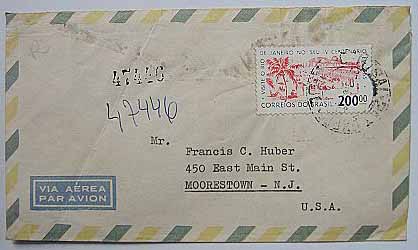 47446
47446
VISITE O RIO DE JANEIRO NO SEU IV CENTENARIO
CORREIOS DO BRASIL 200,00
Mr.
Francis C. Huber
450 East Main St.
MOORESTOWN - N.J.
U.S.A.
VIA AÉREA
PAR AVION